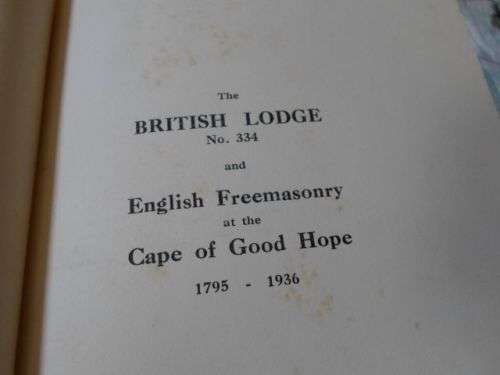 The
BRITISH LODGE
No. 334
and
English Freemasonry
at the
Cape of Good Hope
1795 - 1936